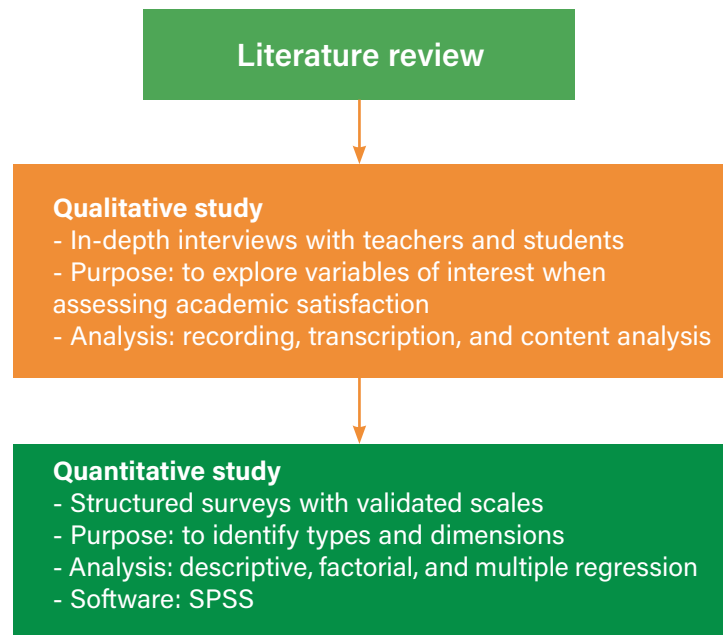 Literature review
Qualitative study
- In-depth interviews with teachers and students
- Purpose: to explore variables of interest when
assessing academic satisfaction
- Analysis: recording, transcription, and content analysis
Quantitative study
- Structured surveys with validated scales
- Purpose: to identify types and dimensions
- Analysis: descriptive, factorial, and multiple regression
- Software: SPSS